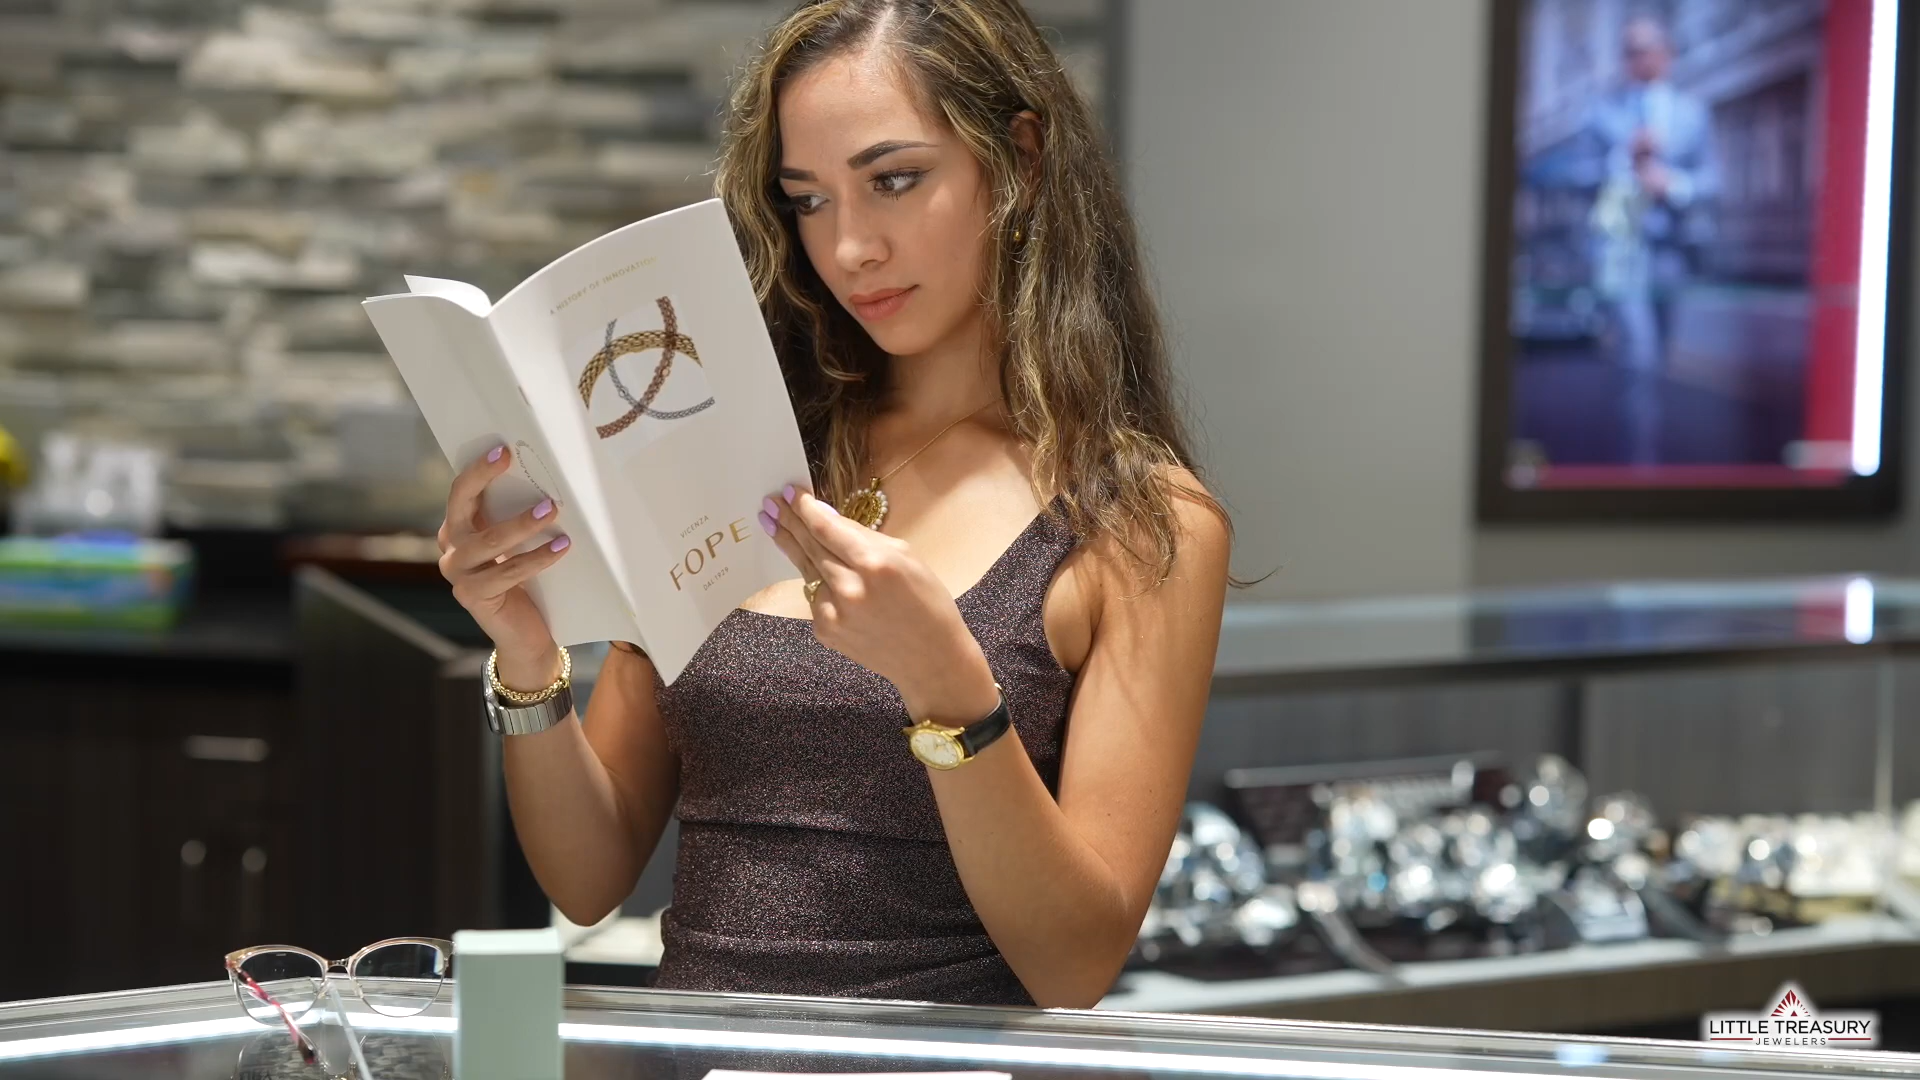 A HISTORY OF INNOVATION
VICENZA
FOPE
DAL 1929
LITTLE TREASURY
JEWELERS